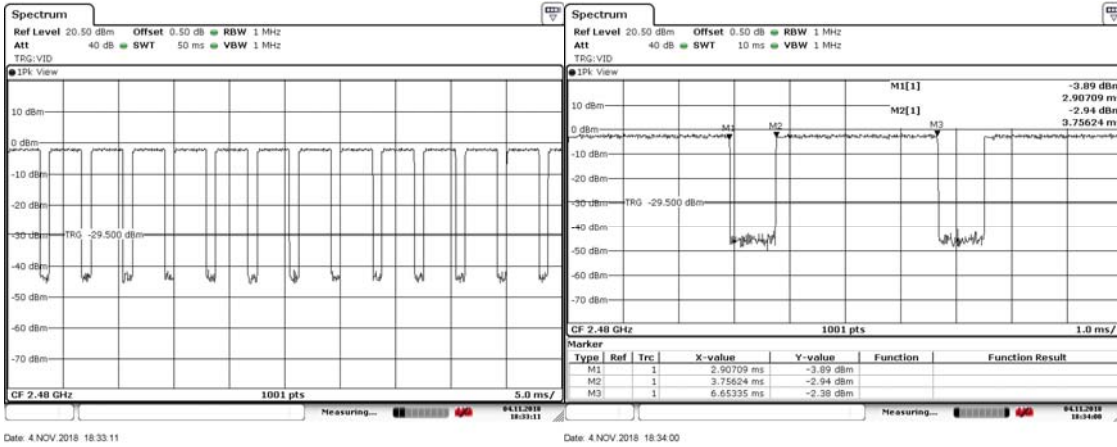 Spectrum
Ref Level 20.50 dBm Offset 0.50 dB RBW 1 MHz
Att 40 dB SWT 50 ms VBW 1 MHz
TRG:VID
1Pk View
10 dBm
0 dBm
-10 dBm
-20 dBm
-30 dBm
TRG -29.500 dBm
-40 dBm
-50 dBm
-60 dBm
-70 dBm
CF 2.48 GHz 1001 pts 5.0 ms/
Measuring... 04.11.2018
18:33:11
Date: 4.NOV.2018 18:33:11
Spectrum
Ref Level 20.50 dBm Offset 0.50 dB RBW 1 MHz
Att 40 dB SWT 10 ms VBW 1 MHz
TRG:VID
1Pk View
M1[1] -3.89 dBm
2.90709 m
10 dBm
M2[1] -2.94 dBm
3.75624 m
0 dBm
M1 M2 M3
-10 dBm
-20 dBm
-30 dBm
TRG -29.500 dBm
-40 dBm
-50 dBm
-60 dBm
-70 dBm
CF 2.48 GHz 1001 pts 1.0 ms/
Marker
Type Ref Trc X-value Y-value Function Function Result
M1 1 2.90709 ms -3.89 dBm
M2 1 3.75624 ms -2.94 dBm
M3 1 6.65335 ms -2.38 dBm
Measuring... 04.11.2018
18:34:00
Date: 4.NOV.2018 18:34:00